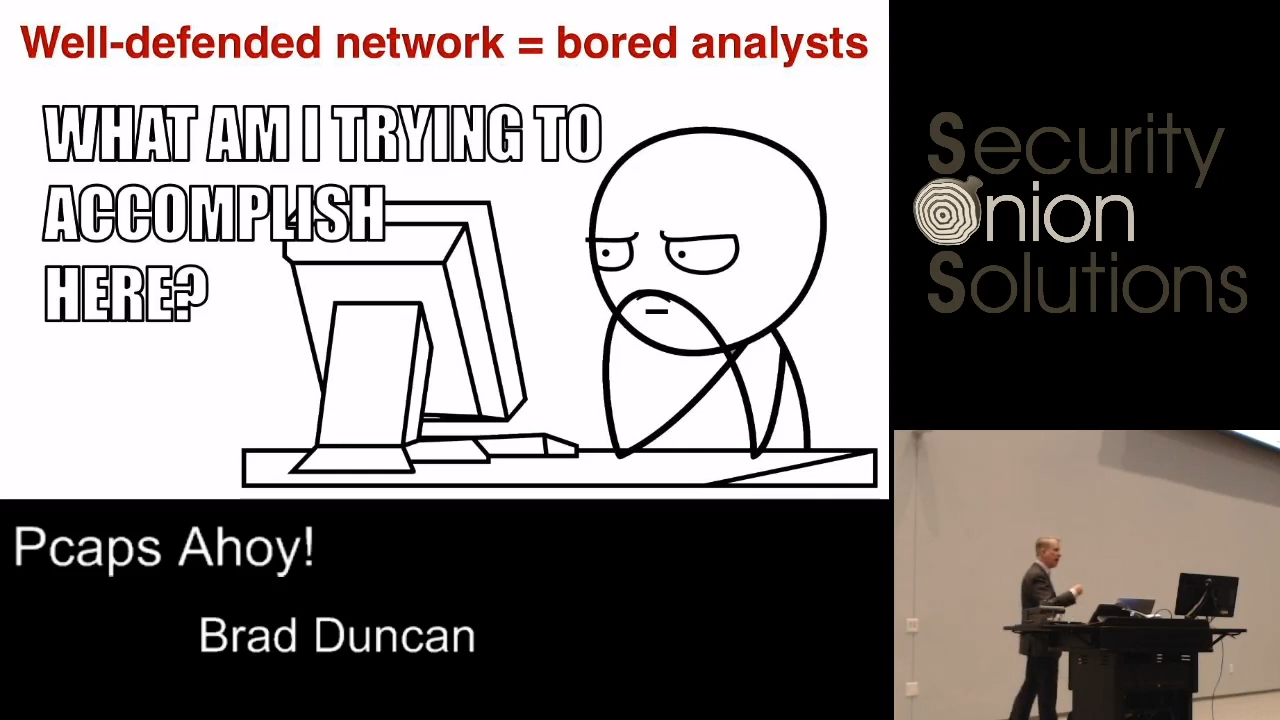 Well-defended network = bored analysts
WHAT AM I TRYING TO
ACCOMPLISH
HERE?
Security
Onion
Solutions
Pcaps Ahoy!
Brad Duncan